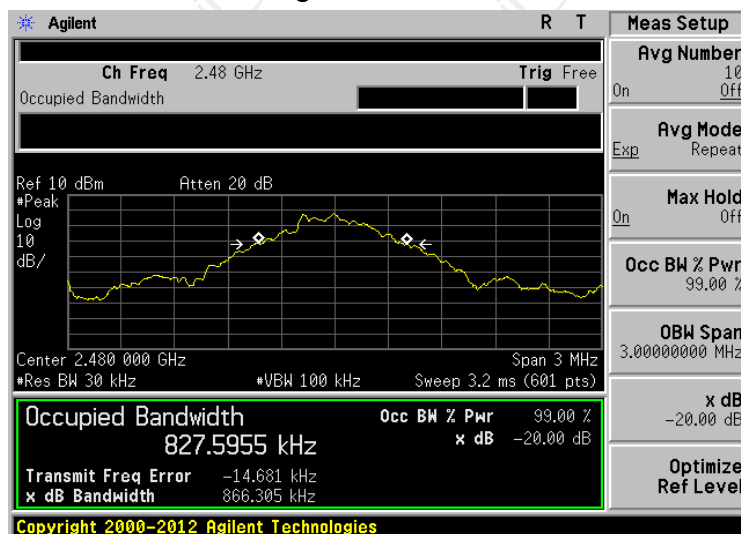 Agilent R T
Ch Freq 2.48 GHz Trig Free
Occupied Bandwidth
Ref 10 dBm Atten 20 dB
#Peak
Log
10
dB/
Center 2.480 000 GHz Span 3 MHz
#Res BW 30 kHz #VBW 100 kHz Sweep 3.2 ms (601 pts)
Occupied Bandwidth Occ BW % Pwr 99.00 %
827.5955 kHz x dB -20.00 dB
Transmit Freq Error -14.681 kHz
x dB Bandwidth 866.305 kHz
Copyright 2000-2012 Agilent Technologies
Meas Setup
Avg Number
10
On Off
Avg Mode
Exp Repeat
Max Hold
On Off
Occ BW % Pwr
99.00 %
OBW Span
3.00000000 MHz
x dB
-20.00 dB
Optimize
Ref Level